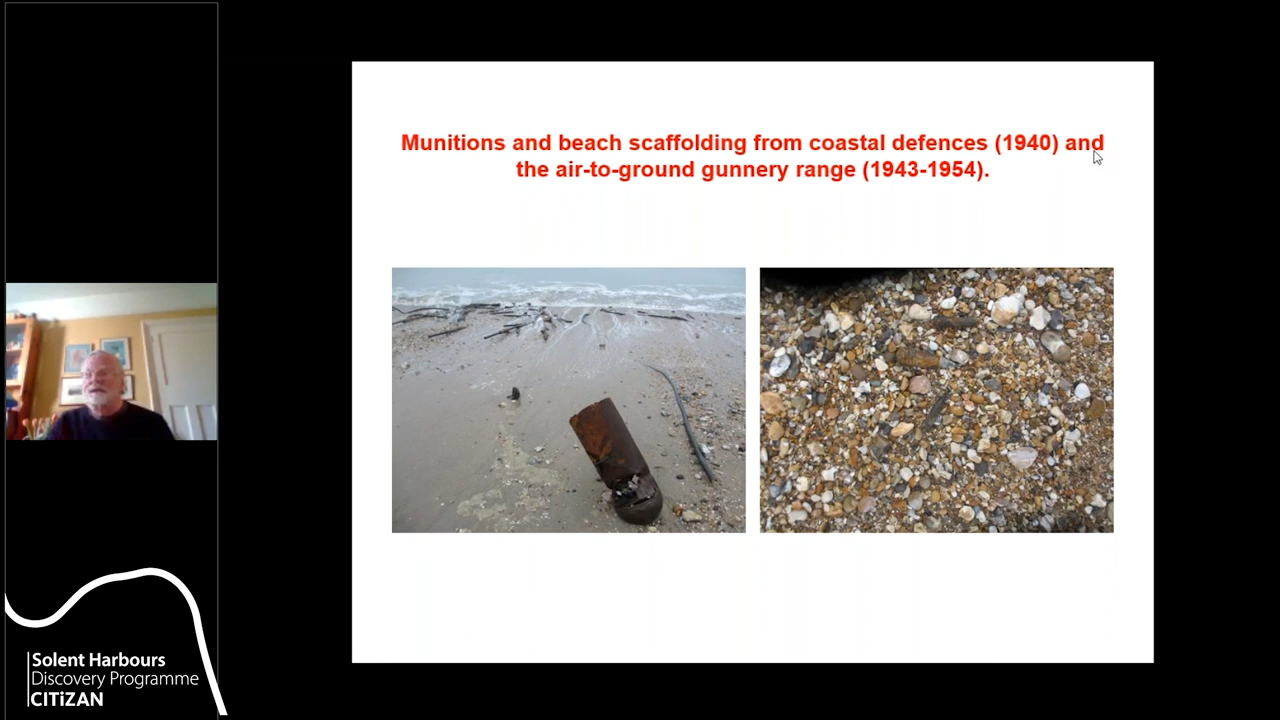 Munitions and beach scaffolding from coastal defences (1940) and
the air-to-ground gunnery range (1943-1954).
Solent Harbours
Discovery Programme
CITiZAN